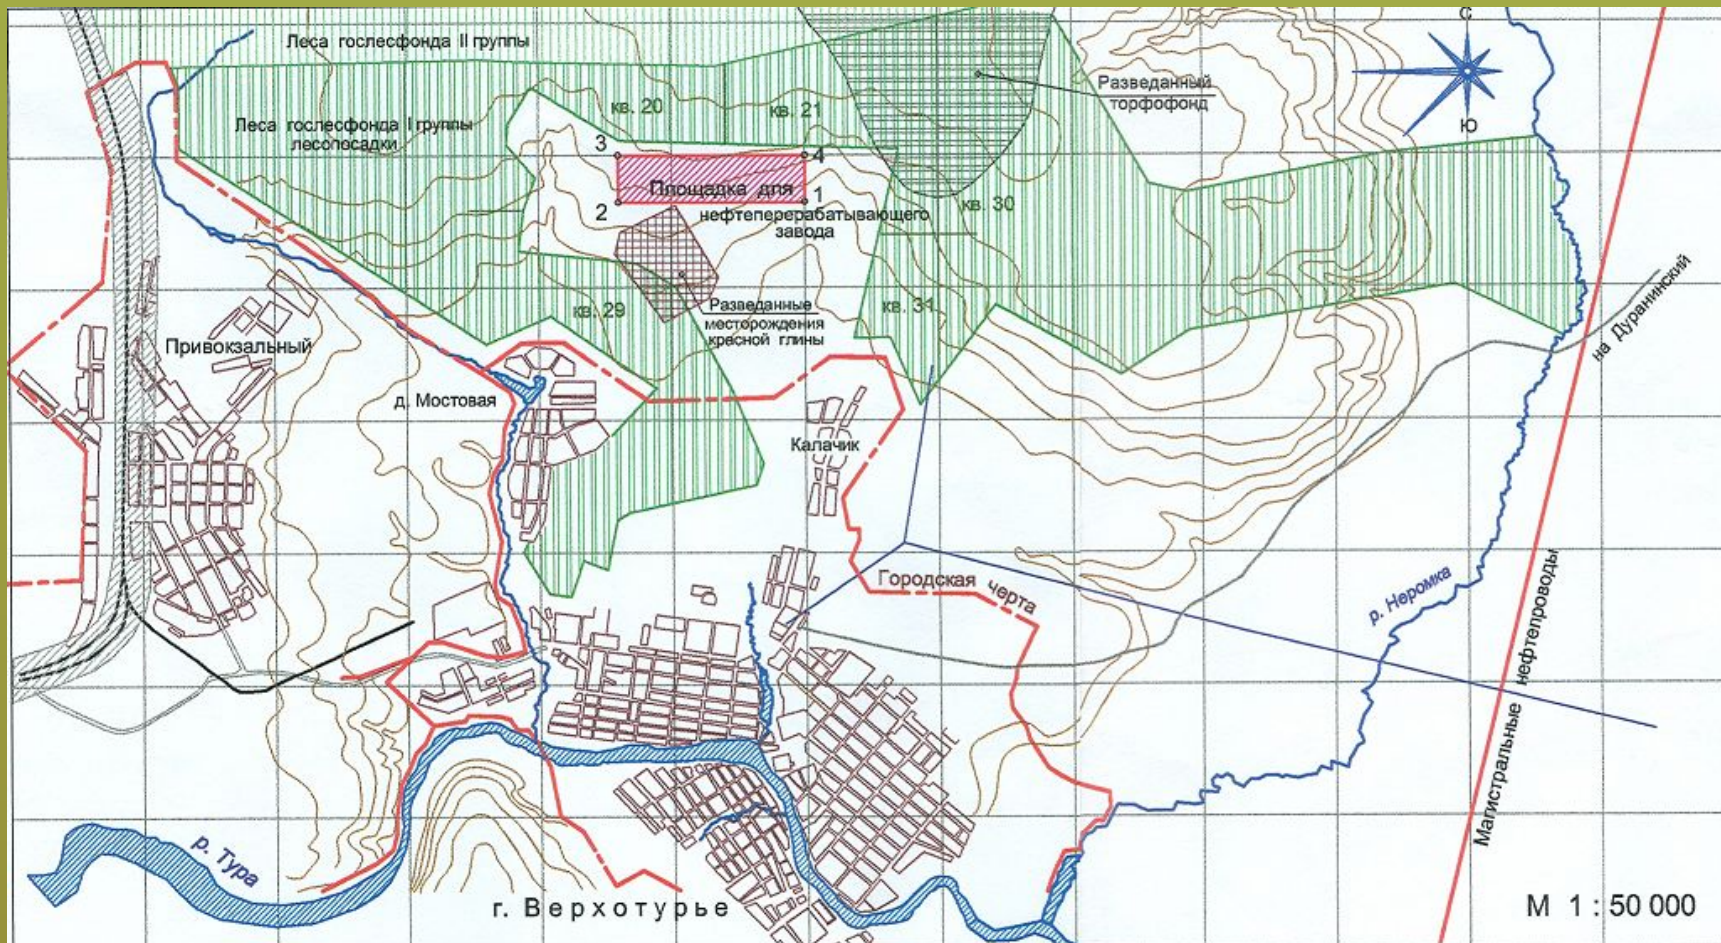 С
Леса гослесфонда II группы
Разведанный
торфофонд
кв. 20
кв. 21
Леса гослесфонда I группы
лесопосадки
Ю
3
4
Площадка для
1
2
нефтеперерабатывающего
завода
кв. 30
кв. 29
Разведанные
месторождения
красной глины
кв. 31
на Дуранинский
Привокзальный
д. Мостовая
Калачик
Городская черта
р. Неромка
Магистральные нефтепроводы
р. Тура
г. Верхотурье
М 1 : 50 000